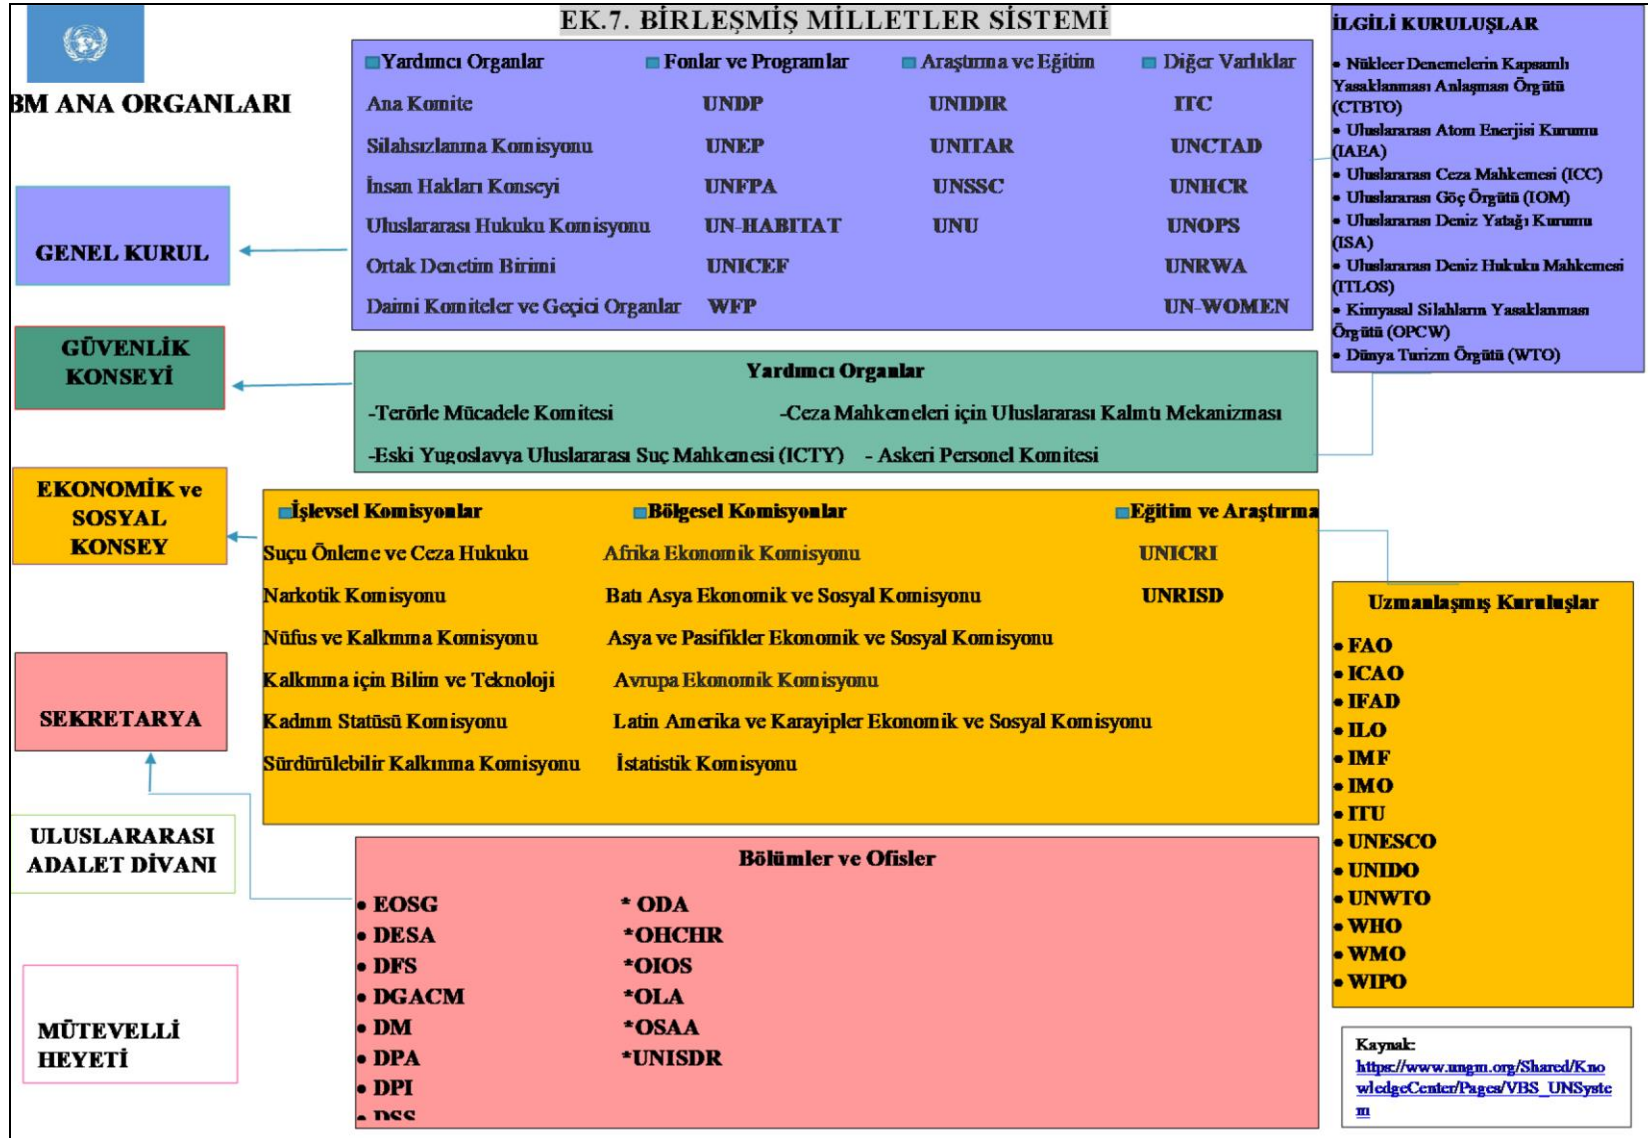 EK.7. BİRLEŞMİŞ MİLLETLER SİSTEMİ
BM ANA ORGANLARI
GENEL KURUL
GÜVENLİK
KONSEYİ
EKONOMİK ve
SOSYAL
KONSEY
SEKRETARYA
ULUSLARARASI
ADALET DİVANI
MÜTEVELLİ
HEYETİ
Yardımcı Organlar
Ana Komite
Silahsızlanma Komisyonu
İnsan Hakları Konseyi
Uluslararası Hukuku Komisyonu
Ortak Denetim Birimi
Daimi Komiteler ve Geçici Organlar
Fonlar ve Programlar
UNDP
UNEP
UNFPA
UN-HABITAT
UNICEF
WFP
Araştırma ve Eğitim
UNIDIR
UNITAR
UNSSC
UNU
Diğer Varlıklar
ITC
UNCTAD
UNHCR
UNOPS
UNRWA
UN-WOMEN
İLGİLİ KURULUŞLAR
• Nükleer Denemelerin Kapsamlı
Yasaklanması Anlaşması Örgütü
(CTBTO)
• Uluslararası Atom Enerjisi Kurumu
(IAEA)
• Uluslararası Ceza Mahkemesi (ICC)
• Uluslararası Göç Örgütü (IOM)
• Uluslararası Deniz Yatağı Kurumu
(ISA)
• Uluslararası Deniz Hukuku Mahkemesi
(ITLOS)
• Kimyasal Silahların Yasaklanması
Örgütü (OPCW)
• Dünya Turizm Örgütü (WTO)
Yardımcı Organlar
-Terörle Mücadele Komitesi
-Ceza Mahkemeleri için Uluslararası Kalıntı Mekanizması
-Eski Yugoslavya Uluslararası Suç Mahkemesi (ICTY)
- Askeri Personel Komitesi
İşlevsel Komisyonlar
Suçu Önleme ve Ceza Hukuku
Narkotik Komisyonu
Nüfus ve Kalkınma Komisyonu
Kalkınma için Bilim ve Teknoloji
Kadının Statüsü Komisyonu
Sürdürülebilir Kalkınma Komisyonu
Bölgesel Komisyonlar
Afrika Ekonomik Komisyonu
Batı Asya Ekonomik ve Sosyal Komisyonu
Asya ve Pasifikler Ekonomik ve Sosyal Komisyonu
Avrupa Ekonomik Komisyonu
Latin Amerika ve Karayipler Ekonomik ve Sosyal Komisyonu
İstatistik Komisyonu
Eğitim ve Araştırma
UNICRI
UNRISD
Uzmanlaşmış Kuruluşlar
• FAO
• ICAO
• IFAD
• ILO
• IMF
• IMO
• ITU
• UNESCO
• UNIDO
• UNWTO
• WHO
• WMO
• WIPO
Bölümler ve Ofisler
• EOSG
• DESA
• DFS
• DGACM
• DM
• DPA
• DPI
• DSS
* ODA
*OHCHR
*OIOS
*OLA
*OSAA
*UNISDR
Kaynak:
https://www.ungm.org/Shared/Kno
wledgeCenter/Pages/VBS_UNSyste
m